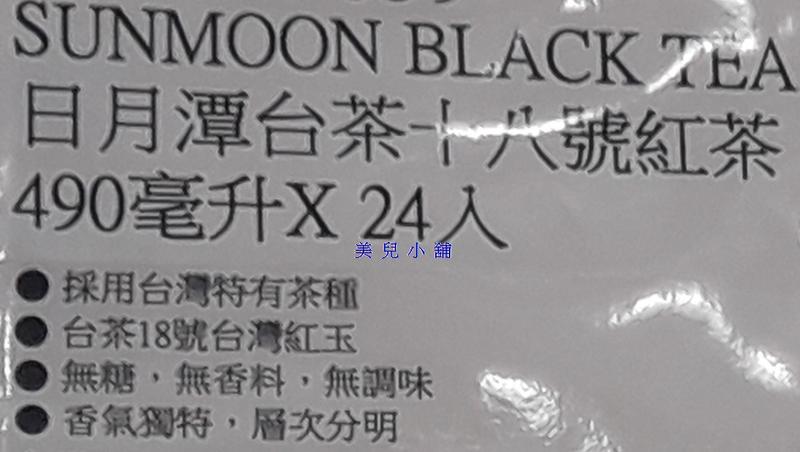 SUNMOON BLACK TEA
日月潭台茶十八號紅茶
490毫升X 24入
美兒小舖
● 採用台灣特有茶種
● 台茶18號台灣紅玉
● 無糖，無香料，無調味
● 香氣獨特，層次分明